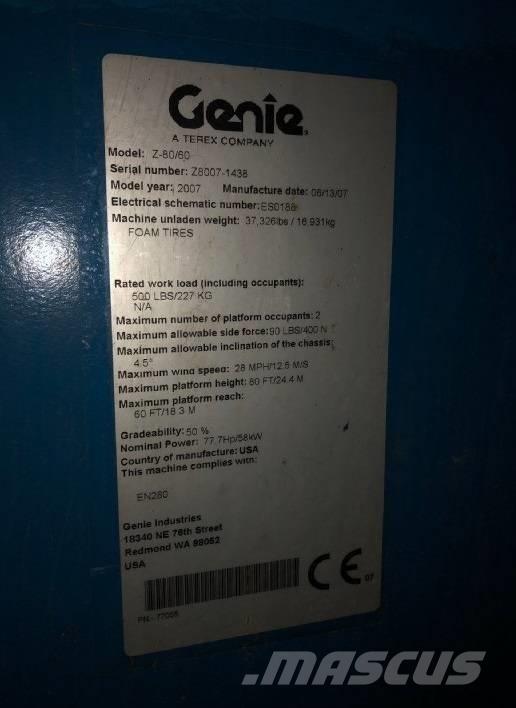 Genie
A TEREX COMPANY
Model: Z-80/60
Serial number: Z8007-1438
Model year: 2007 Manufacture date: 08/13/07
Electrical schematic number: ES0188
Machine unladen weight: 37,326lbs / 16,931kg
FOAM TIRES
Rated work load (including occupants):
500 LBS/227 KG
N/A
Maximum number of platform occupants: 2
Maximum allowable side force: 90 LBS/400 N
Maximum allowable inclination of the chassis:
4.5°
Maximum wind speed: 28 MPH/12.5 M/S
Maximum platform height: 80 FT/24.4 M
Maximum platform reach:
60 FT/18.3 M
Gradeability: 50 %
Nominal Power: 77.7Hp/58kW
Country of manufacture: USA
This machine complies with:
EN280
Genie Industries
18340 NE 76th Street
Redmond WA 98052
USA
CE 07
PN - 77055
MASCUS